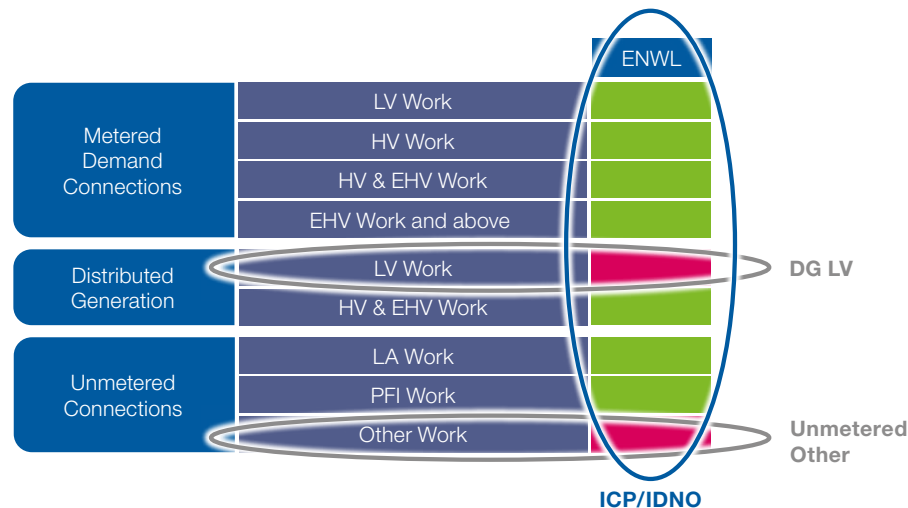 ENWL
Metered
Demand
Connections
LV Work
HV Work
HV & EHV Work
EHV Work and above
Distributed
Generation
LV Work
HV & EHV Work
DG LV
Unmetered
Connections
LA Work
PFI Work
Other Work
Unmetered
Other
ICP/IDNO